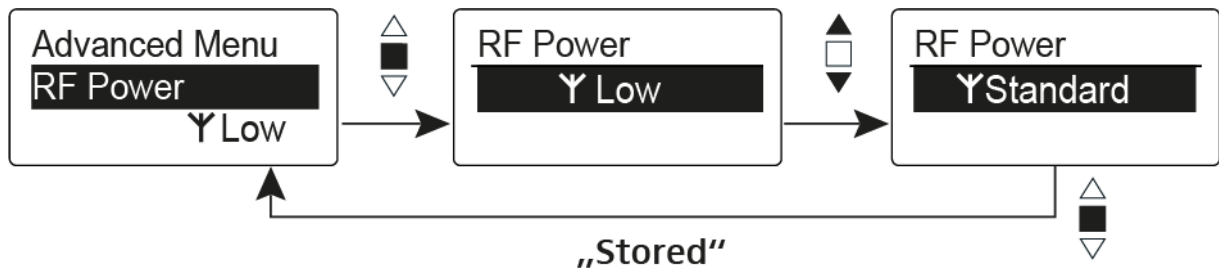 Advanced Menu
RF Power
Low
RF Power
Low
RF Power
Standard
„Stored“